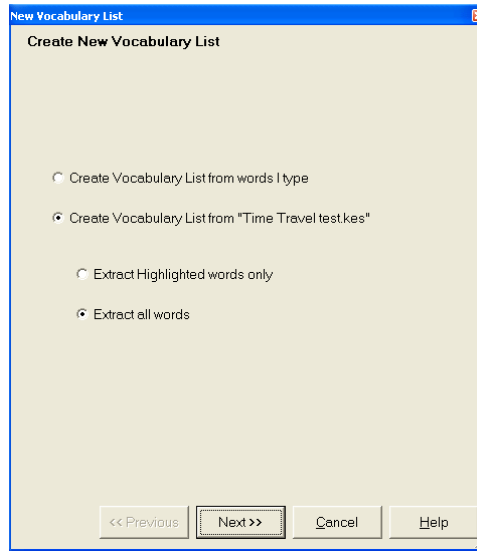 New Vocabulary List
Create New Vocabulary List
Create Vocabulary List from words I type
Create Vocabulary List from "Time Travel test.kes"
Extract Highlighted words only
Extract all words
<< Previous Next >> Cancel Help